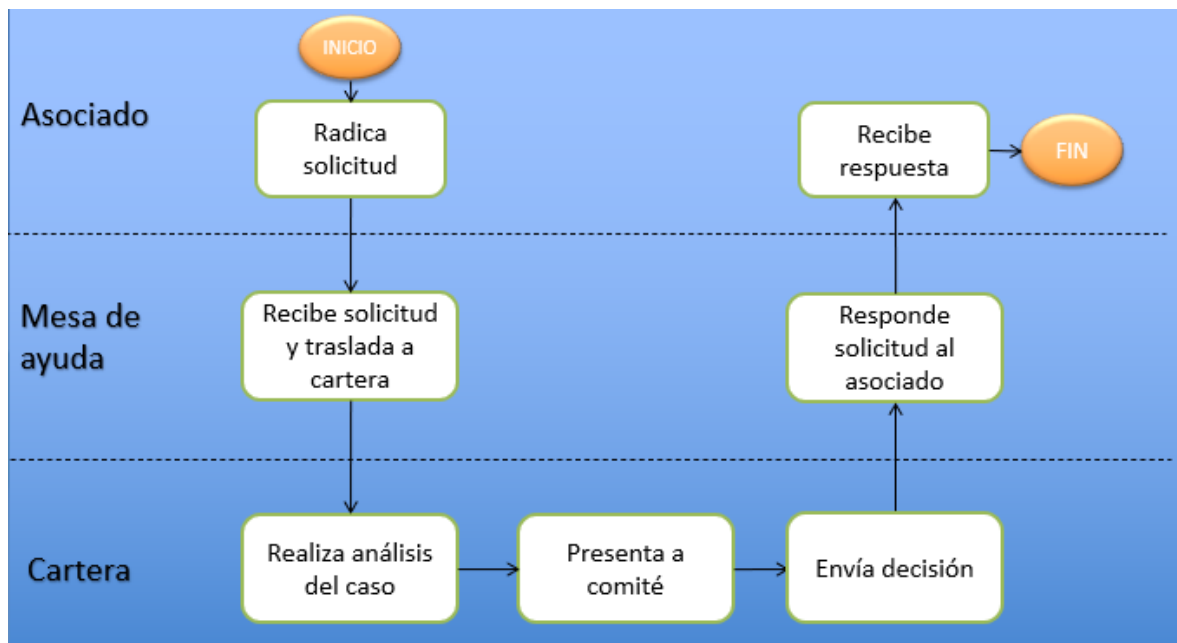 INICIO
Asociado
Radica
solicitud
Recibe
respuesta
FIN
Mesa de
ayuda
Recibe solicitud
y traslada a
cartera
Responde
solicitud al
asociado
Cartera
Realiza análisis
del caso
Presenta a
comité
Envía decisión